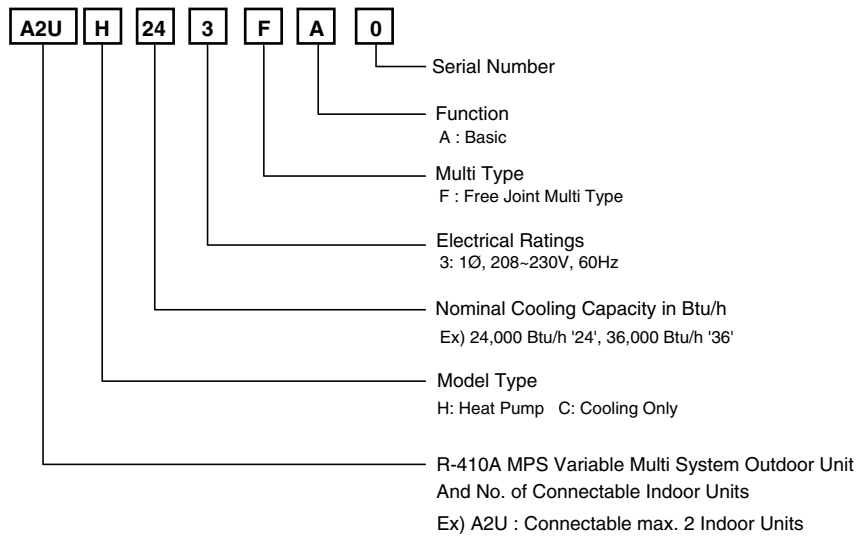 A2U H 24 3 F A 0
Serial Number
Function
A : Basic
Multi Type
F : Free Joint Multi Type
Electrical Ratings
3: 1Ø, 208~230V, 60Hz
Nominal Cooling Capacity in Btu/h
Ex) 24,000 Btu/h '24', 36,000 Btu/h '36'
Model Type
H: Heat Pump C: Cooling Only
R-410A MPS Variable Multi System Outdoor Unit
And No. of Connectable Indoor Units
Ex) A2U : Connectable max. 2 Indoor Units